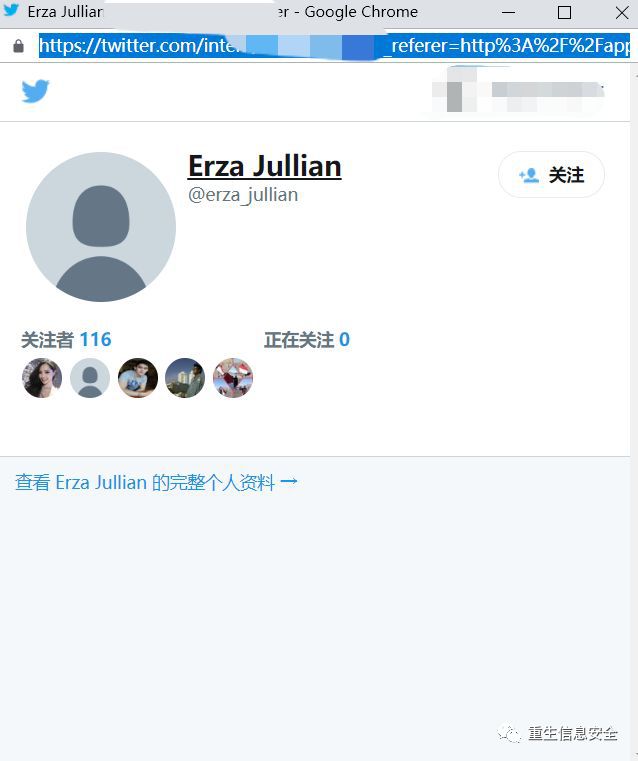 Erza Jullian er - Google Chrome
https://twitter.com/inte _referer=http%3A%2F%2Fapp
Erza Jullian
关注
@erza_jullian
关注者 116 正在关注 0
查看 Erza Jullian 的完整个人资料 →
重生信息安全